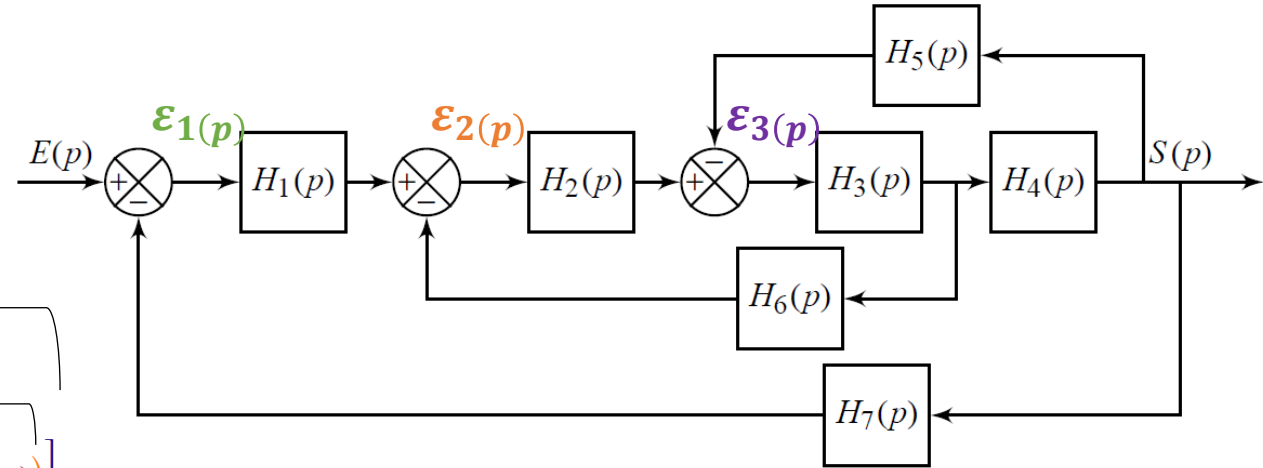 H5(p)
ε1(p) ε2(p) ε3(p)
E(p) S(p)
+ − H1(p) + − H2(p) + − H3(p) H4(p)
H6(p)
H7(p)
)]